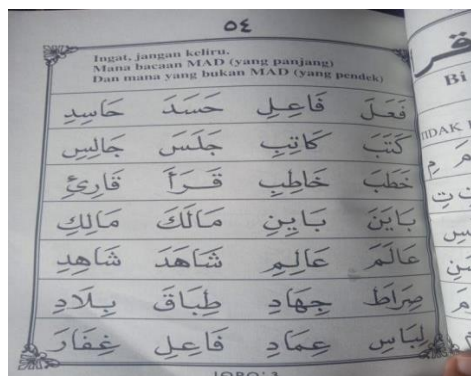 ٥٤
Ingat, jangan keliru.
Mana bacaan MAD (yang panjang)
Dan mana yang bukan MAD (yang pendek)
فَعَلَ فَاعِلِ حَسَدَ حَاسِدِ
كَتَبَ كَاتِبِ جَلَسَ جَالِسِ
خَطَبَ خَاطِبِ قَرَأَ قَارِئِ
بَايَنَ بَايِنِ مَالَكَ مَالِكِ
عَالَمَ عَالِمِ شَاهَدَ شَاهِدِ
صِرَاطَ جِهَادِ طِبَاقَ بِلَادِ
لِبَاسِ عِمَادِ فَاعِلِ غِفَارَ
Bi